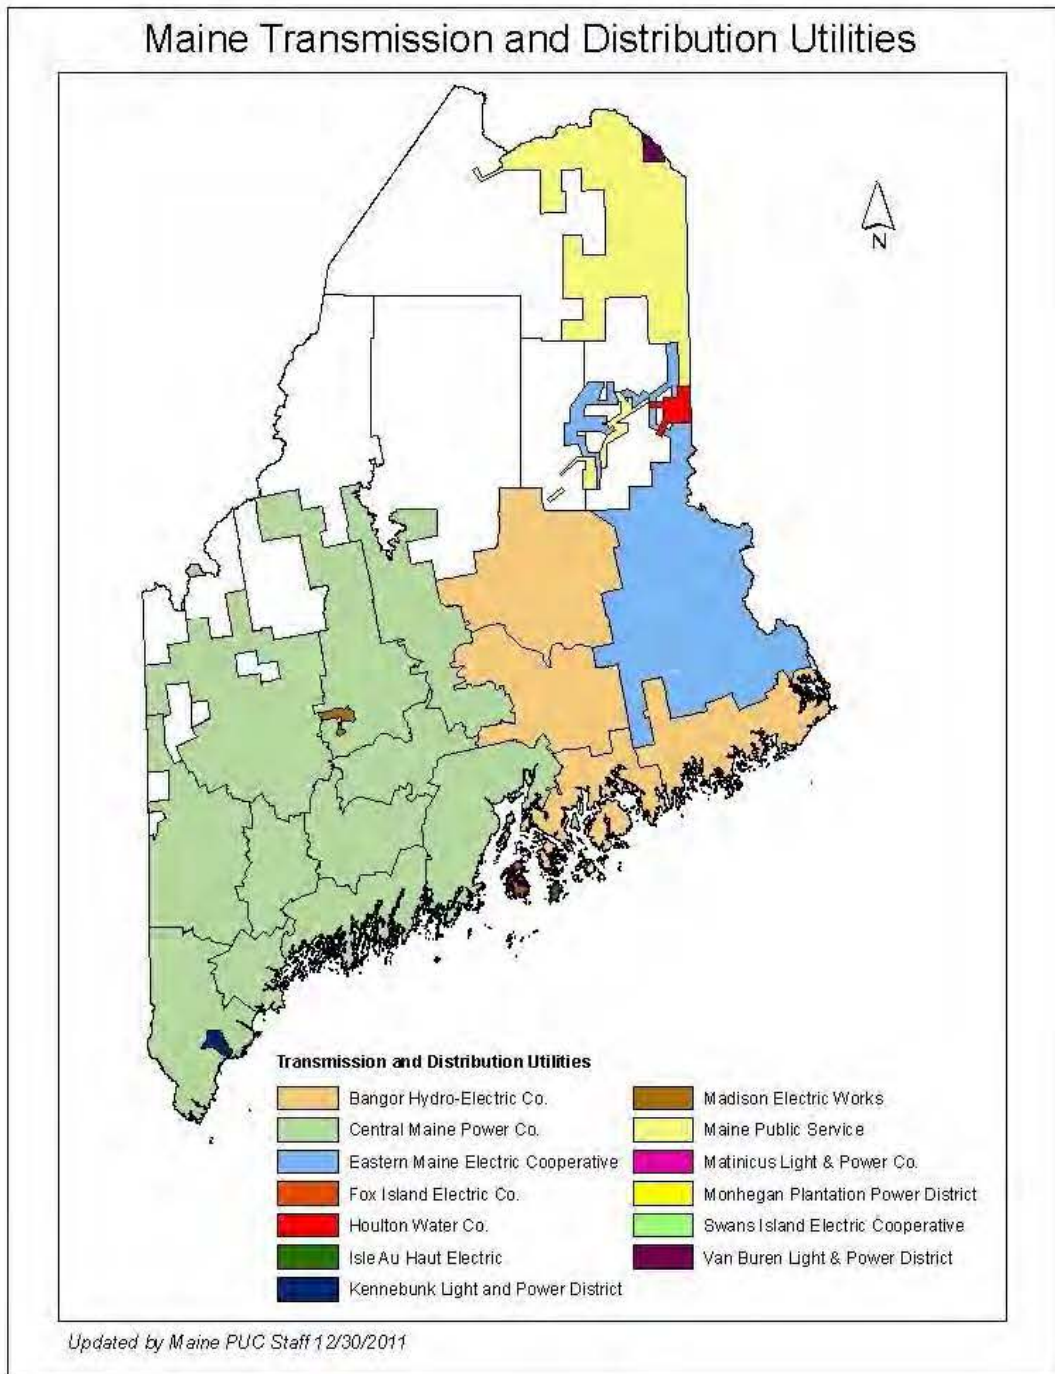 Maine Transmission and Distribution Utilities
N
Transmission and Distribution Utilities
Bangor Hydro-Electric Co.
Central Maine Power Co.
Eastern Maine Electric Cooperative
Fox Island Electric Co.
Houlton Water Co.
Isle Au Haut Electric
Kennebunk Light and Power District
Madison Electric Works
Maine Public Service
Matinicus Light & Power Co.
Monhegan Plantation Power District
Swans Island Electric Cooperative
Van Buren Light & Power District
Updated by Maine PUC Staff 12/30/2011